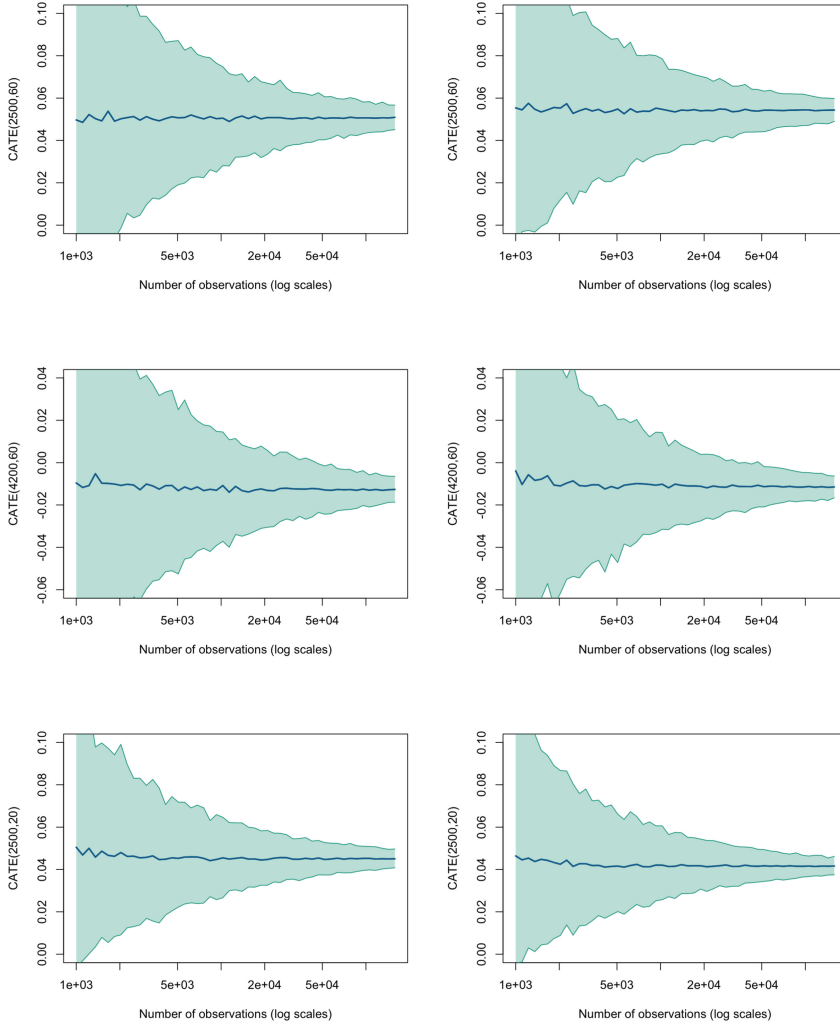 CATE(2500,60)
0.10
0.08
0.06
0.04
0.02
0.00
1e+03 5e+03 2e+04 5e+04
Number of observations (log scales)
CATE(2500,60)
0.10
0.08
0.06
0.04
0.02
0.00
1e+03 5e+03 2e+04 5e+04
Number of observations (log scales)
CATE(4200,60)
0.04
0.02
0.00
-0.02
-0.04
-0.06
1e+03 5e+03 2e+04 5e+04
Number of observations (log scales)
CATE(4200,60)
0.04
0.02
0.00
-0.02
-0.04
-0.06
1e+03 5e+03 2e+04 5e+04
Number of observations (log scales)
CATE(2500,20)
0.10
0.08
0.06
0.04
0.02
0.00
1e+03 5e+03 2e+04 5e+04
Number of observations (log scales)
CATE(2500,20)
0.10
0.08
0.06
0.04
0.02
0.00
1e+03 5e+03 2e+04 5e+04
Number of observations (log scales)